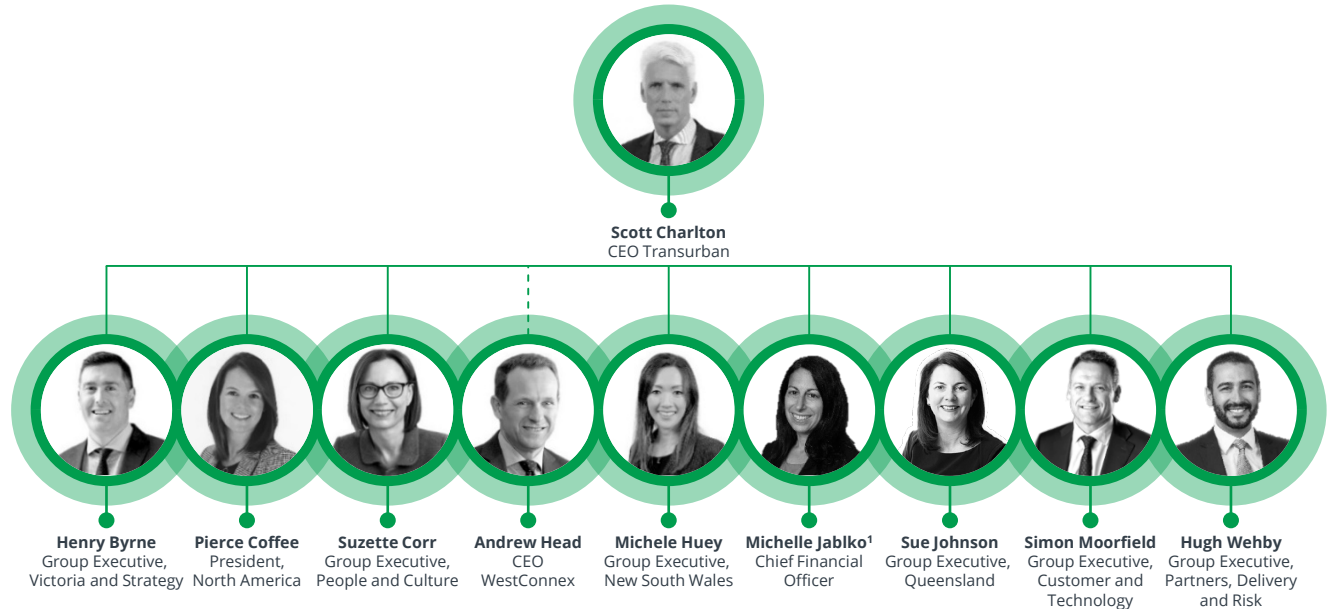 Scott Charlton
CEO Transurban
Henry Byrne
Group Executive,
Victoria and Strategy
Pierce Coffee
President,
North America
Suzette Corr
Group Executive,
People and Culture
Andrew Head
CEO
WestConnex
Michele Huey
Group Executive,
New South Wales
Michelle Jablko¹
Chief Financial
Officer
Sue Johnson
Group Executive,
Queensland
Simon Moorfield
Group Executive,
Customer and
Technology
Hugh Wehby
Group Executive,
Partners, Delivery
and Risk